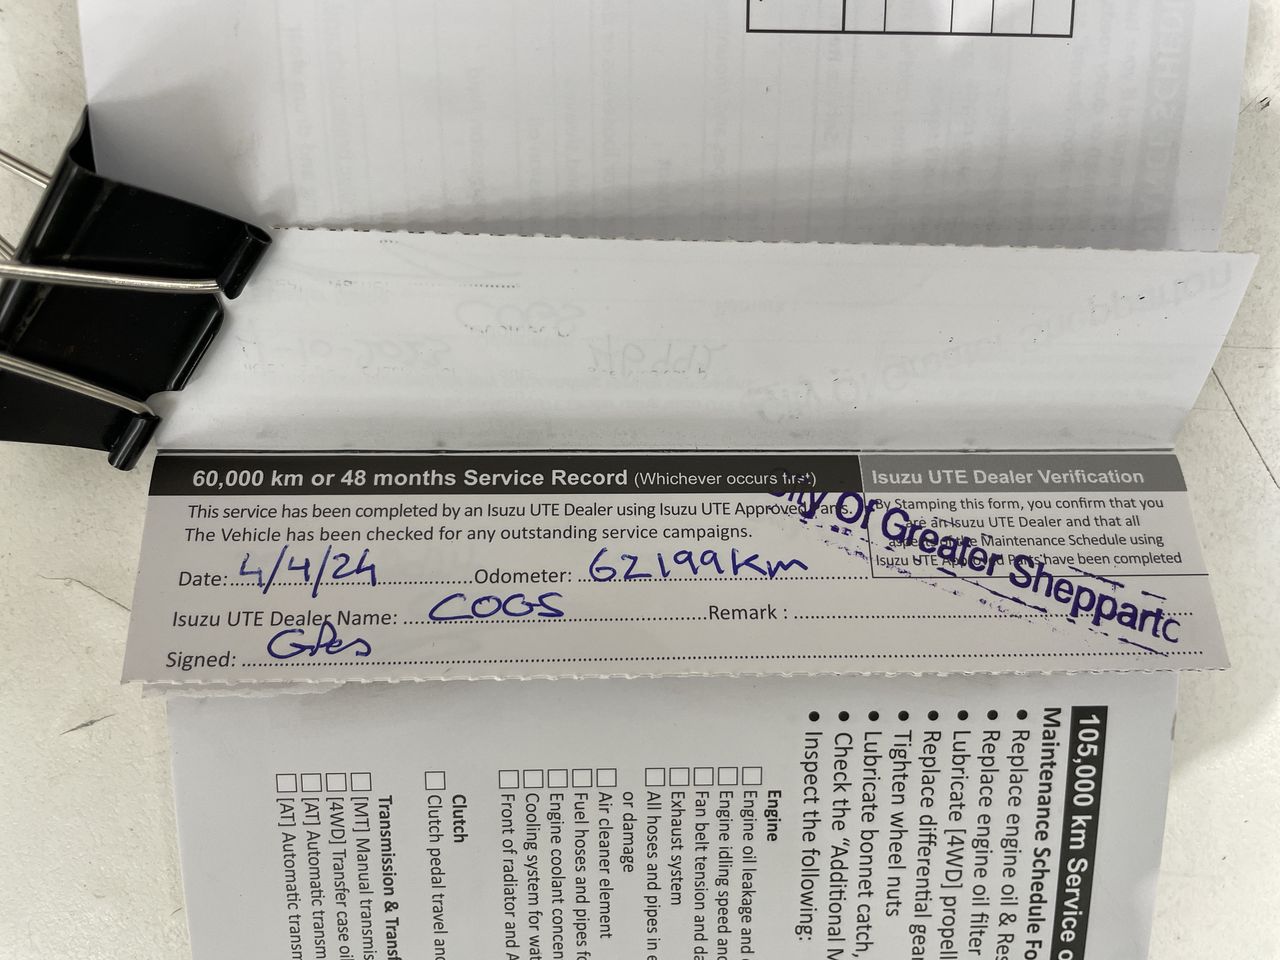 60,000 km or 48 months Service Record (Whichever occurs first)
Isuzu UTE Dealer Verification
This service has been completed by an Isuzu UTE Dealer using Isuzu UTE Approved Parts.
The Vehicle has been checked for any outstanding service campaigns.
By Stamping this form, you confirm that you
are an Isuzu UTE Dealer and that all
aspects of the Maintenance Schedule using
Isuzu UTE Approved Parts have been completed
City Of Greater Sheppartc
Date: 4/4/24 Odometer: 62199km
Isuzu UTE Dealer Name: COGS Remark :
Signed:
105,000 km Service o
Maintenance Schedule Fo
• Replace engine oil & Res
• Replace engine oil filter
• Lubricate [4WD] propell
• Replace differential gear
• Tighten wheel nuts
• Lubricate bonnet catch,
• Check the “Additional M
• Inspect the following:
Engine
Engine oil leakage and
Engine idling speed and
Fan belt tension and da
Exhaust system
All hoses and pipes in e
or damage
Air cleaner element
Fuel hoses and pipes fo
Engine coolant concen
Cooling system for wat
Front of radiator and A
Clutch
Clutch pedal travel and
Transmission & Transf
[MT] Manual transmis
[4WD] Transfer case oil
[AT] Automatic transm
[AT] Automatic transm